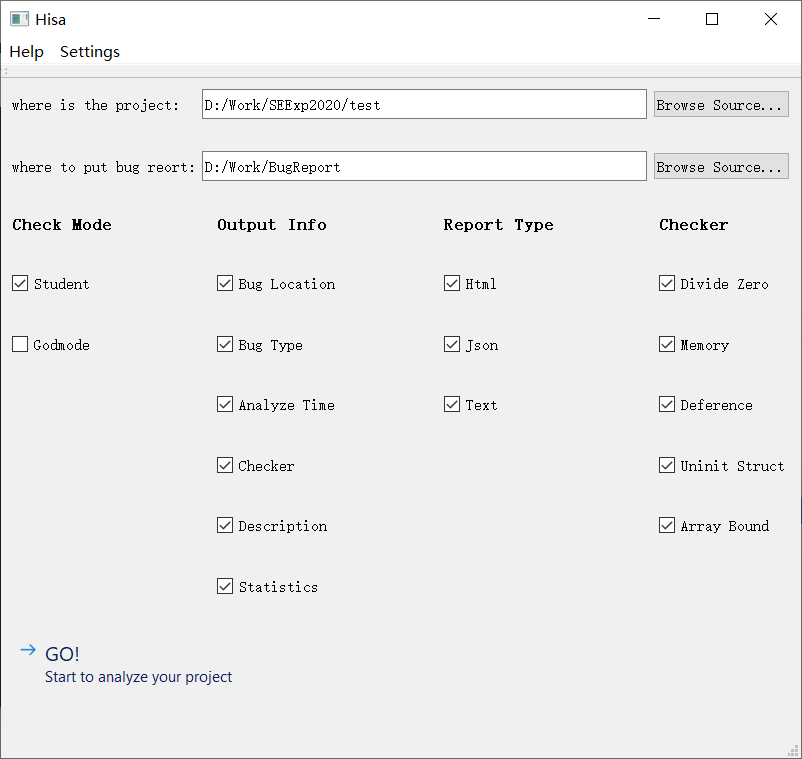 Hisa
Help Settings
where is the project: D:/Work/SEExp2020/test Browse Source...
where to put bug reort: D:/Work/BugReport Browse Source...
Check Mode Output Info Report Type Checker
Student Bug Location Html Divide Zero
Godmode Bug Type Json Memory
Analyze Time Text Deference
Checker Uninit Struct
Description Array Bound
Statistics
GO!
Start to analyze your project